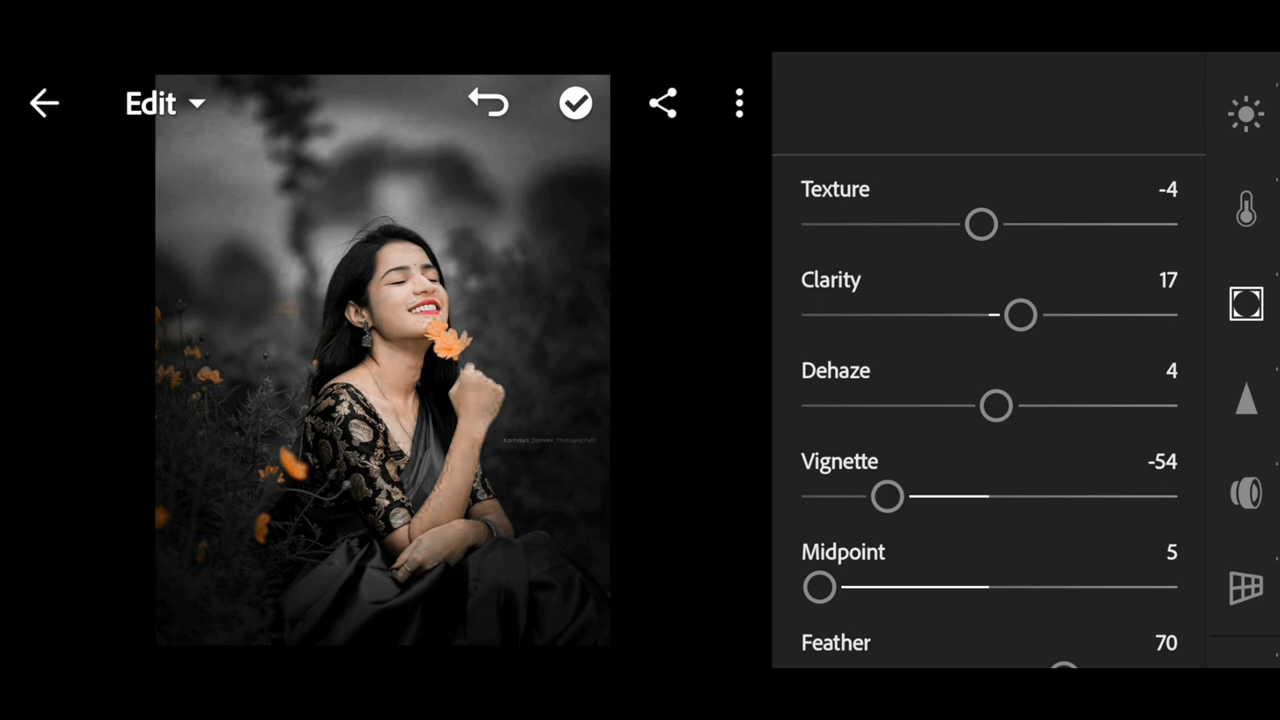 Edit
Texture -4
Clarity 17
Dehaze 4
Vignette -54
Midpoint 5
Feather 70